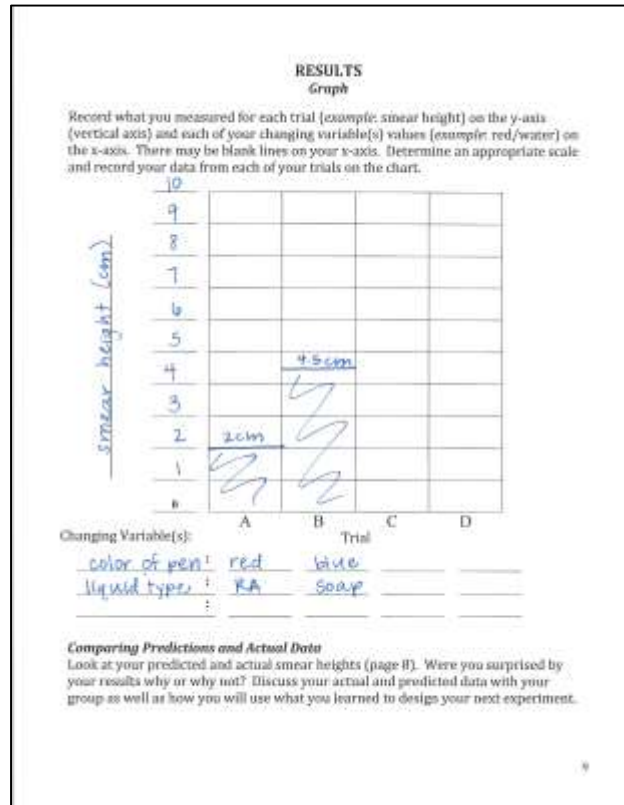 RESULTS
Graph
Record what you measured for each trial (example: smear height) on the y-axis
(vertical axis) and each of your changing variable(s) values (example: red/water) on
the x-axis. There may be blank lines on your x-axis. Determine an appropriate scale
and record your data from each of your trials on the chart.
smear height (cm)
10
9
8
7
6
5
4
3
2
1
0
4.5cm
2cm
A B C D
Changing Variable(s): Trial
color of pen: red blue
liquid type: RA soap
:
Comparing Predictions and Actual Data
Look at your predicted and actual smear heights (page 8). Were you surprised by
your results why or why not? Discuss your actual and predicted data with your
group as well as how you will use what you learned to design your next experiment.
9